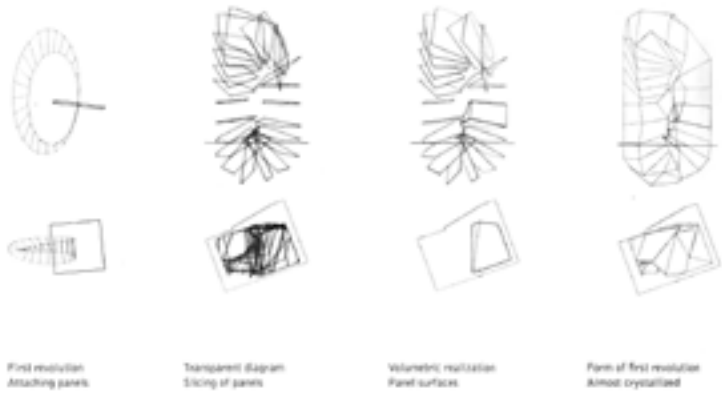 First revolution
Attaching panels
Transparent diagram
Slicing of panels
Volumetric realization
Panel surfaces
Form of first revolution
Almost crystallized